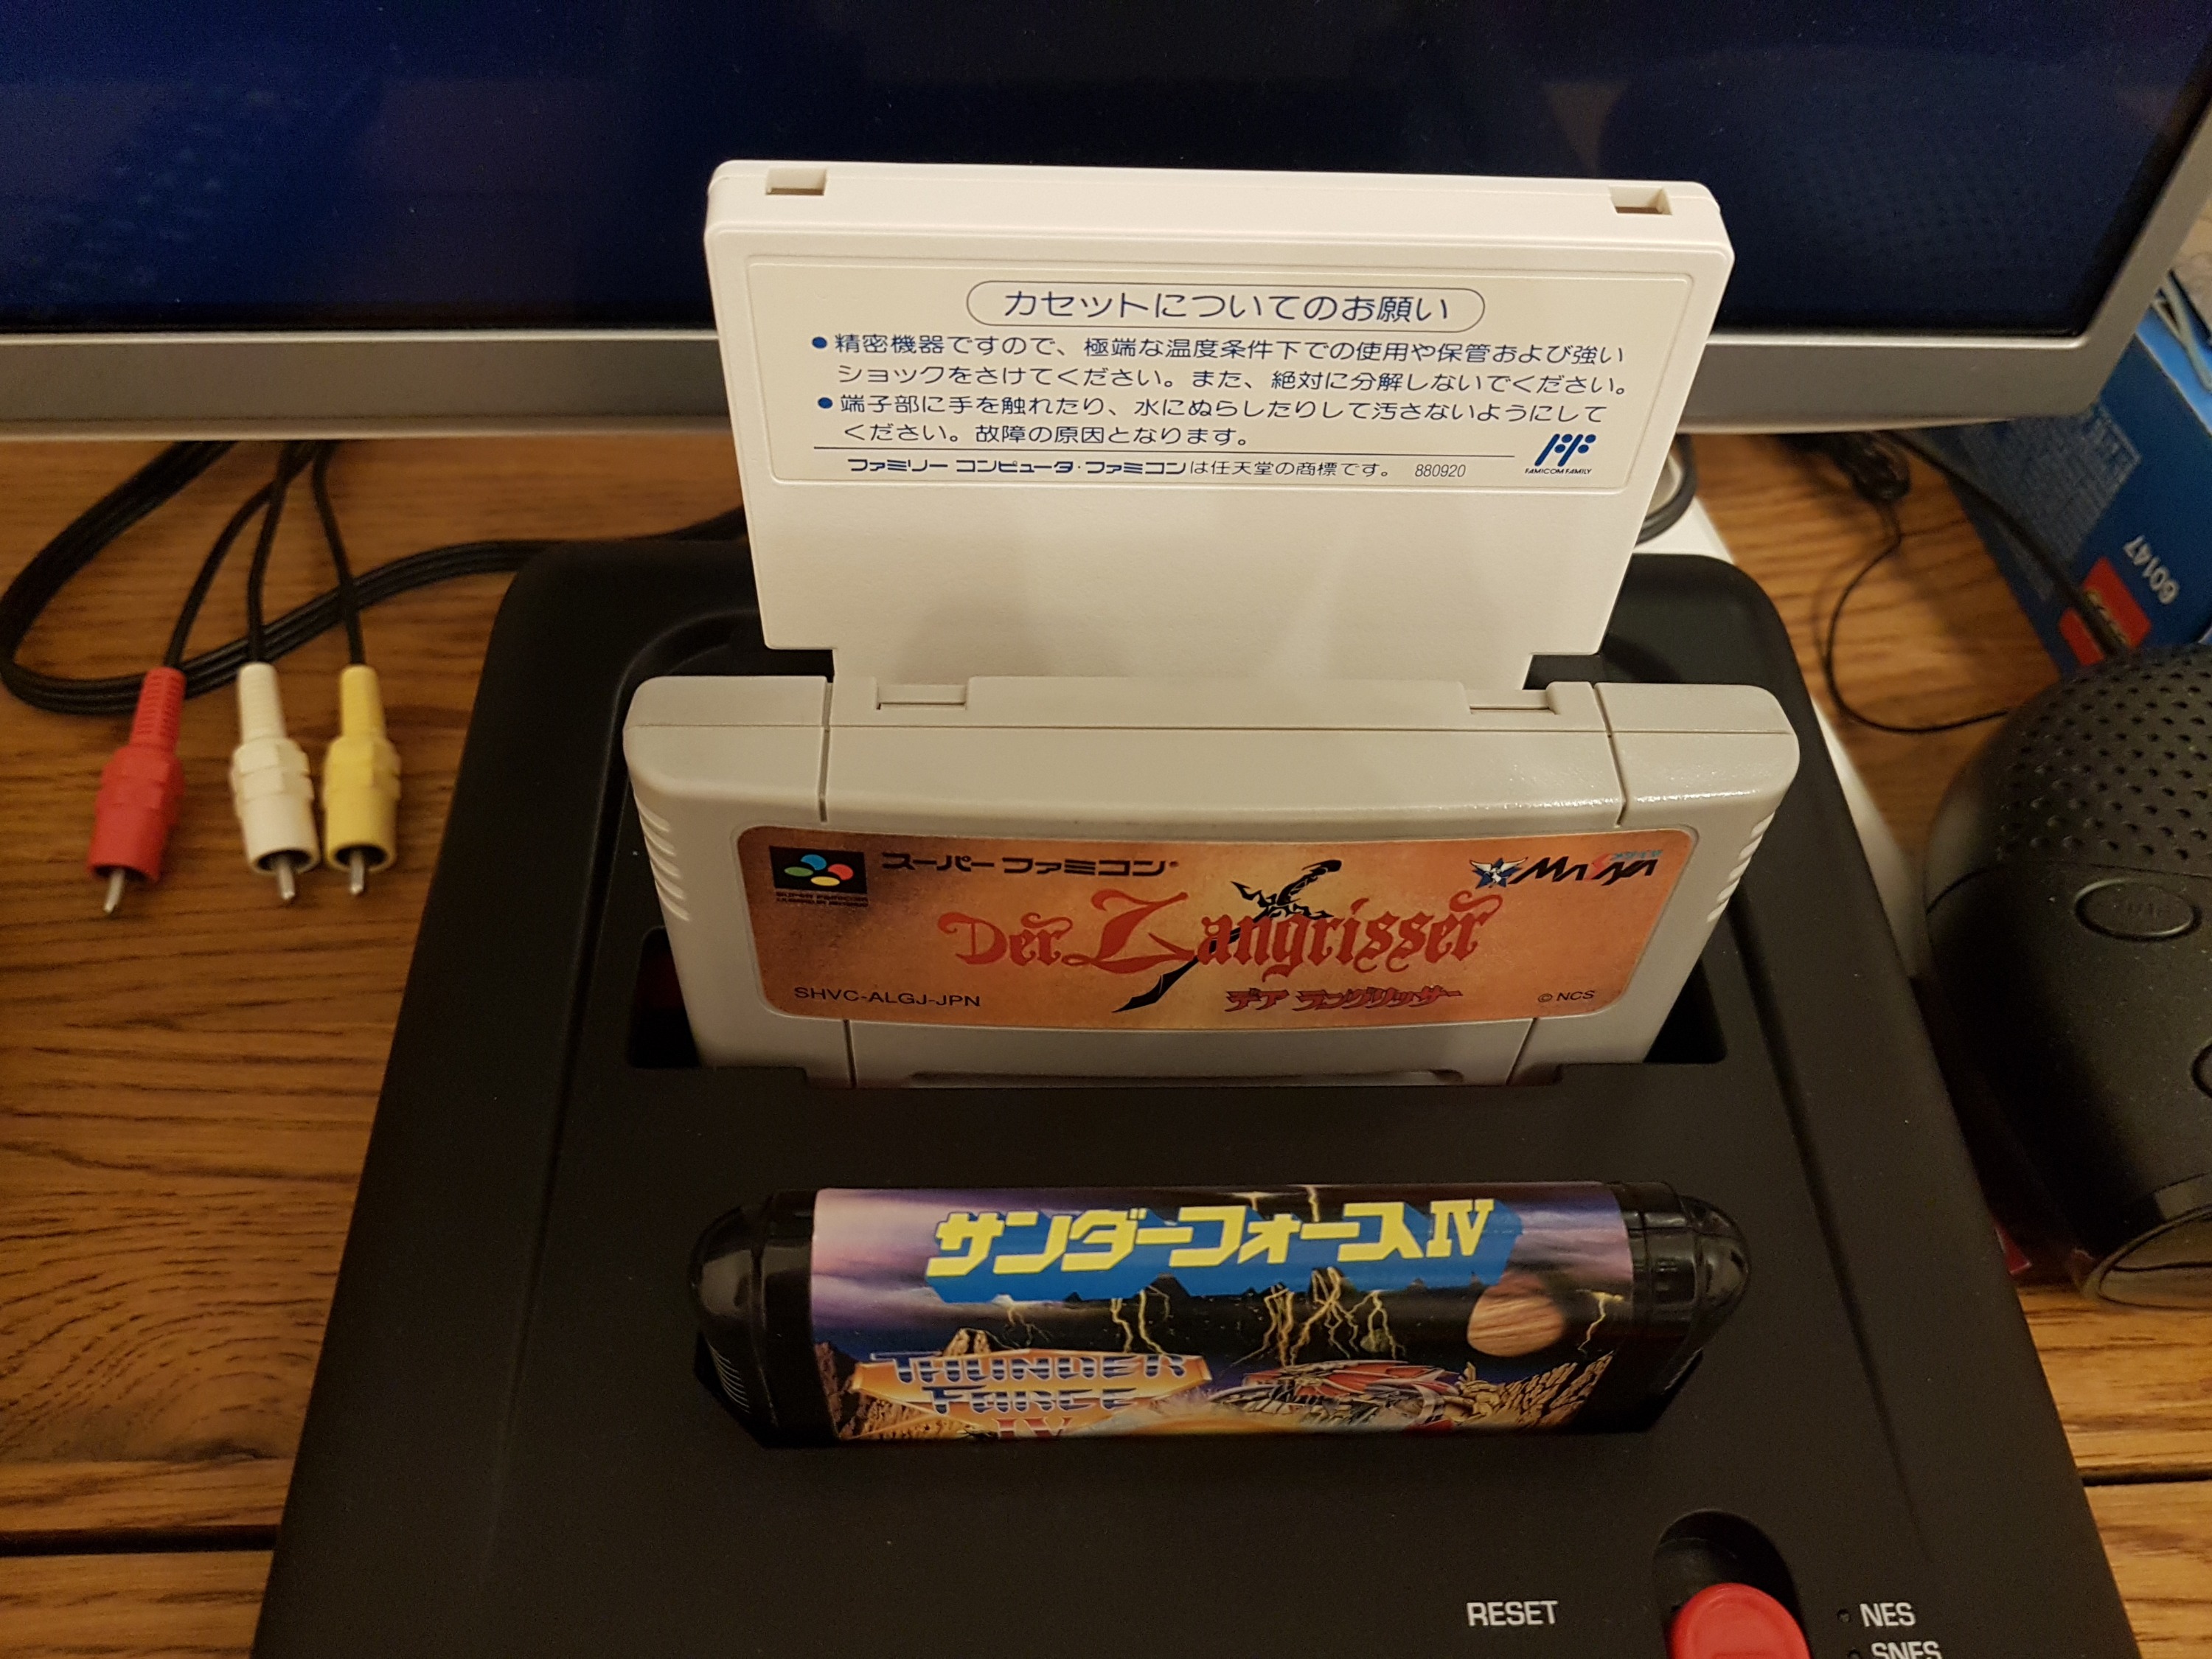 カセットについてのお願い
●精密機器ですので、極端な温度条件下での使用や保管および強い
ショックをさけてください。また、絶対に分解しないでください。
●端子部に手を触れたり、水にぬらしたりして汚さないようにして
ください。故障の原因となります。
ファミリー コンピュータ・ファミコンは任天堂の商標です。 880920
FAMICOM FAMILY
60147
スーパー ファミコン
MASAYA
Der Langrisser
デア ラングリッサー
SHVC-ALGJ-JPN
© NCS
サンダーフォースIV
THUNDER
FORCE
IV
RESET
NES
SNES